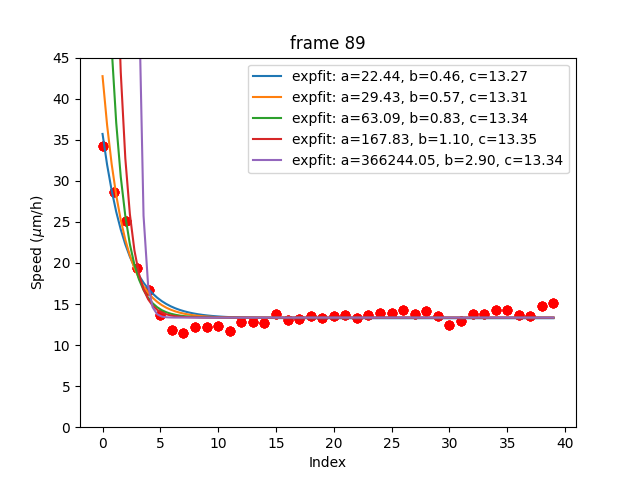 frame 89
expfit: a=22.44, b=0.46, c=13.27
expfit: a=29.43, b=0.57, c=13.31
expfit: a=63.09, b=0.83, c=13.34
expfit: a=167.83, b=1.10, c=13.35
expfit: a=366244.05, b=2.90, c=13.34
Speed (μm/h)
45
40
35
30
25
20
15
10
5
0
0 5 10 15 20 25 30 35 40
Index